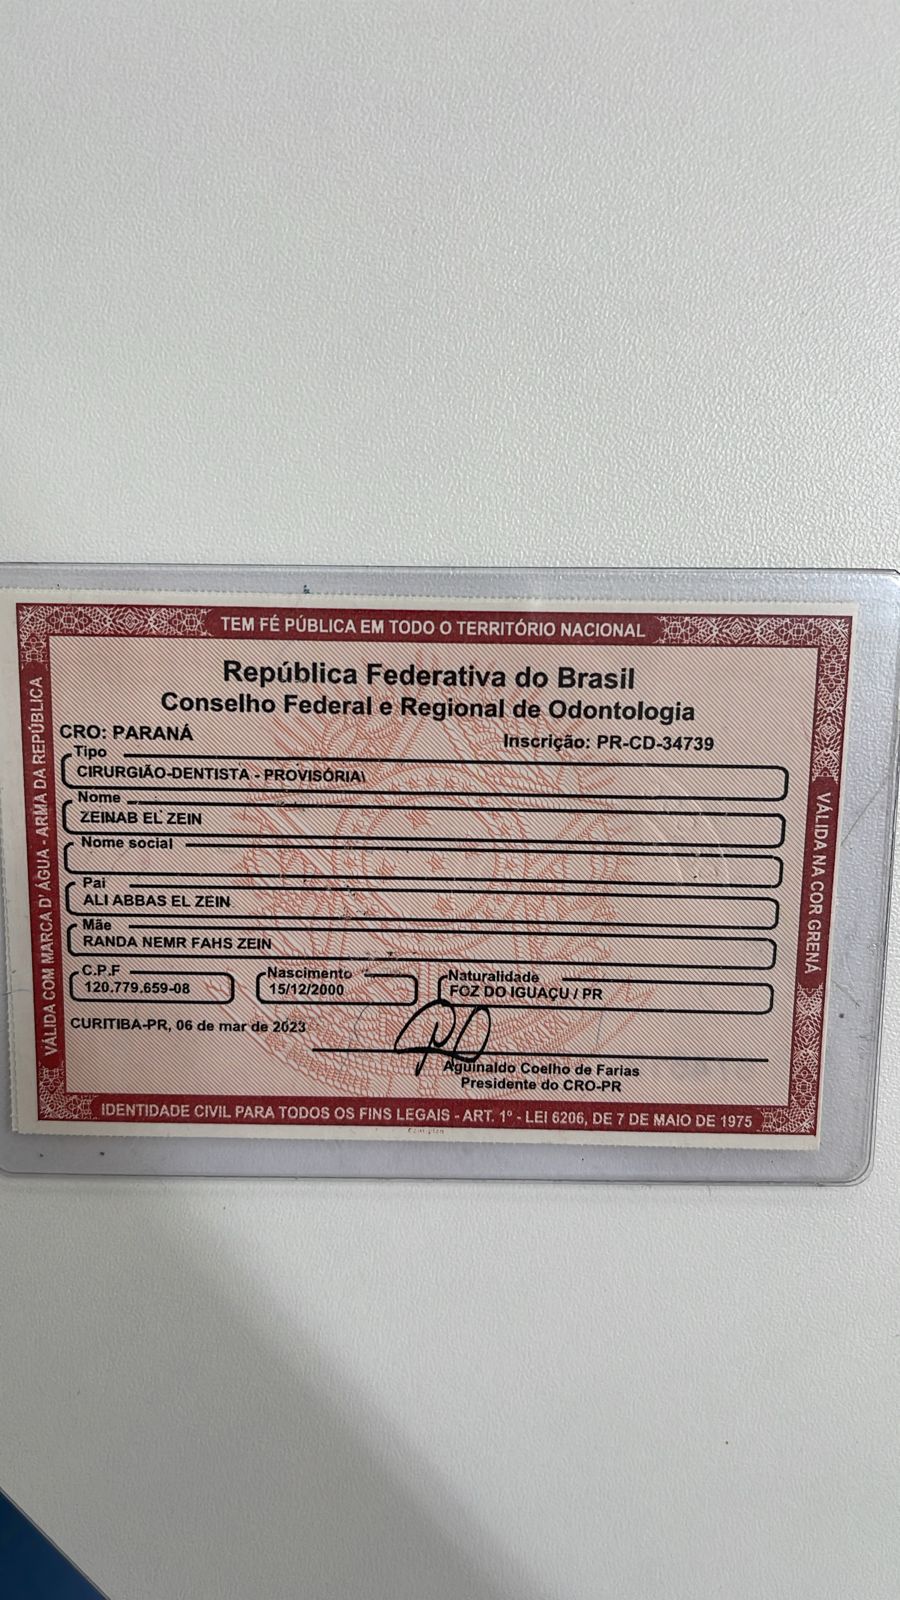 TEM FÉ PÚBLICA EM TODO O TERRITÓRIO NACIONAL
República Federativa do Brasil
Conselho Federal e Regional de Odontologia
CRO: PARANÁ
Inscrição: PR-CD-34739
Tipo
CIRURGIÃO-DENTISTA - PROVISÓRIA\
Nome
ZEINAB EL ZEIN
Nome social
Pai
ALI ABBAS EL ZEIN
Mãe
RANDA NEMR FAHS ZEIN
C.P.F
120.779.659-08
Nascimento
15/12/2000
Naturalidade
FOZ DO IGUAÇU / PR
CURITIBA-PR, 06 de mar de 2023
Aguinaldo Coelho de Farias
Presidente do CRO-PR
IDENTIDADE CIVIL PARA TODOS OS FINS LEGAIS - ART. 1º - LEI 6206, DE 7 DE MAIO DE 1975
VÁLIDA COM MARCA D' ÁGUA - ARMA DA REPÚBLICA
VÁLIDA NA COR GRENÁ